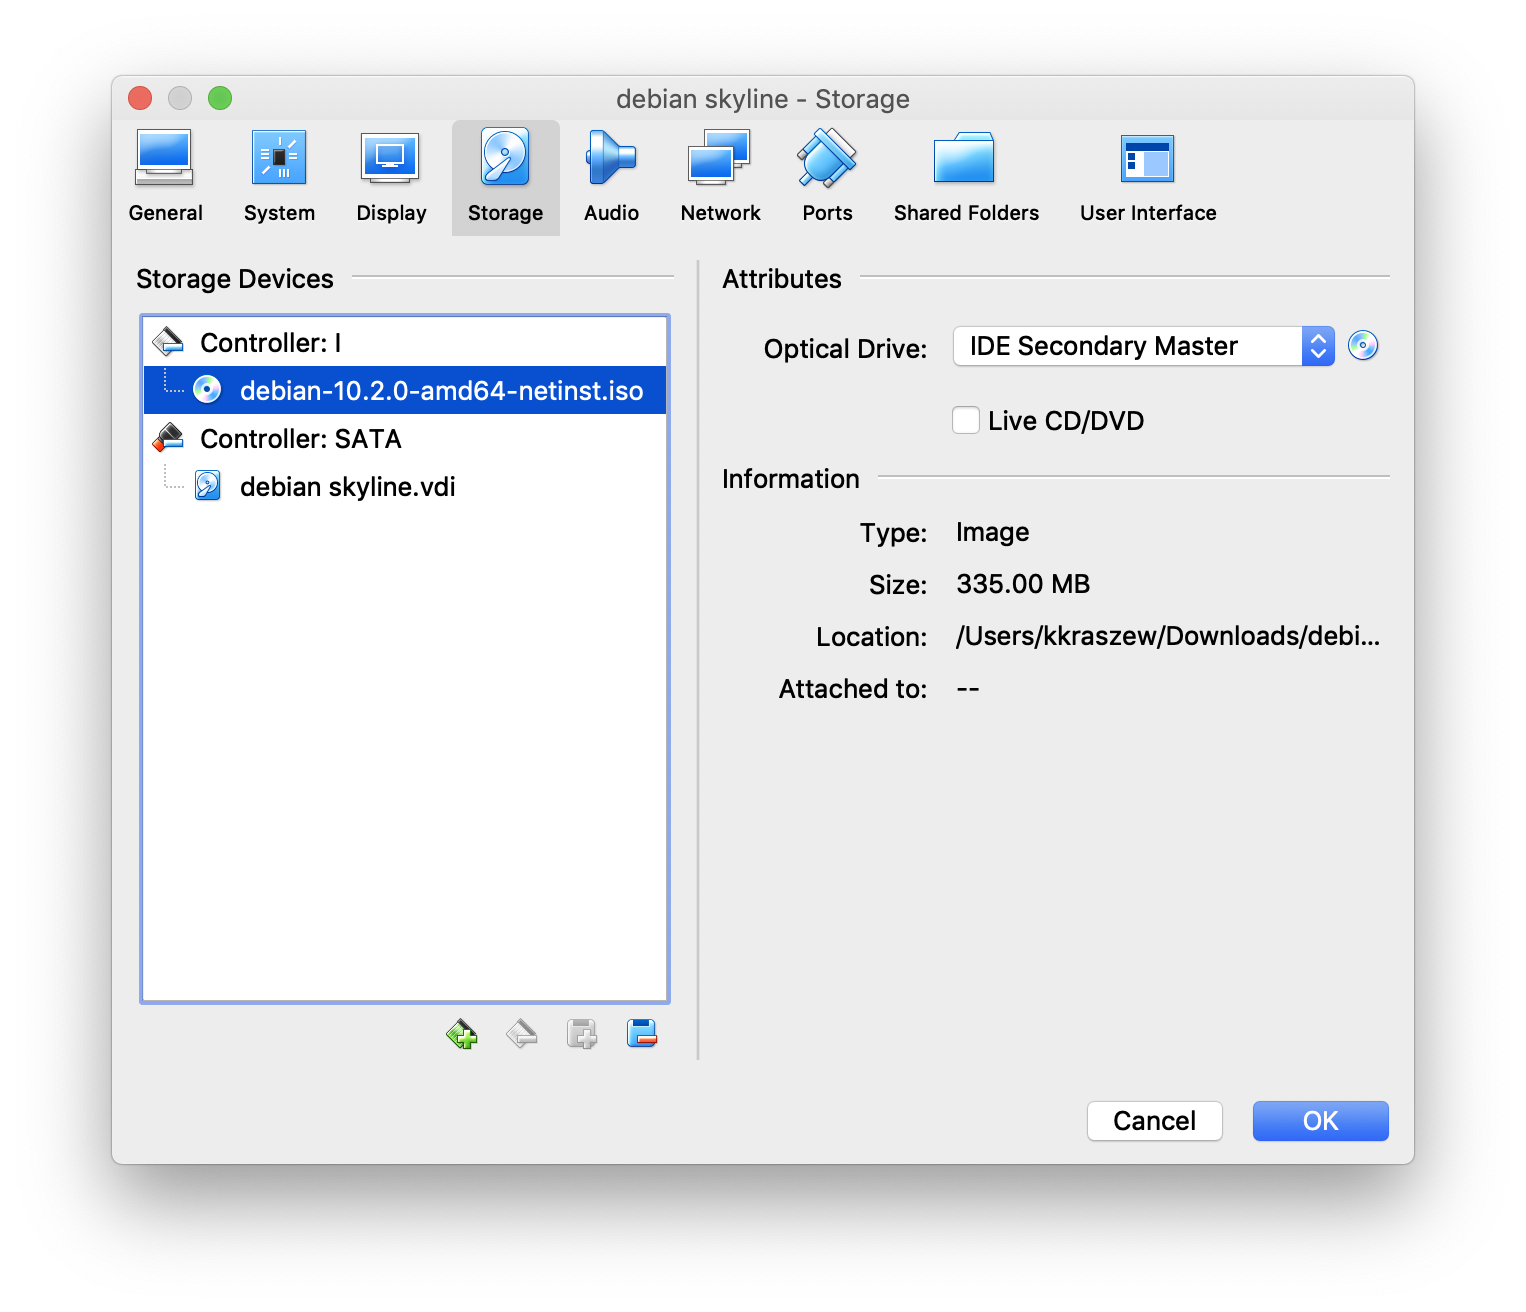 debian skyline - Storage
General System Display Storage Audio Network Ports Shared Folders User Interface
Storage Devices
Controller: I
debian-10.2.0-amd64-netinst.iso
Controller: SATA
debian skyline.vdi
Attributes
Optical Drive: IDE Secondary Master
Live CD/DVD
Information
Type: Image
Size: 335.00 MB
Location: /Users/kkraszew/Downloads/debi...
Attached to: --
Cancel OK